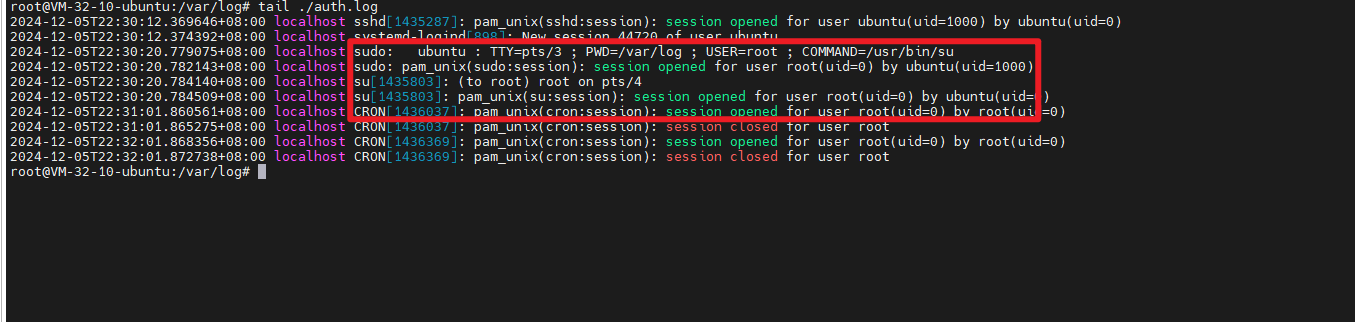 root@VM-32-10-ubuntu:/var/log# tail ./auth.log
2024-12-05T22:30:12.369646+08:00 localhost sshd[1435287]: pam_unix(sshd:session): session opened for user ubuntu(uid=1000) by ubuntu(uid=0)
2024-12-05T22:30:12.374392+08:00 localhost systemd-logind[898]: New session 44720 of user ubuntu
2024-12-05T22:30:20.779075+08:00 localhost sudo:   ubuntu : TTY=pts/3 ; PWD=/var/log ; USER=root ; COMMAND=/usr/bin/su
2024-12-05T22:30:20.782143+08:00 localhost sudo: pam_unix(sudo:session): session opened for user root(uid=0) by ubuntu(uid=1000)
2024-12-05T22:30:20.784140+08:00 localhost su[1435803]: (to root) root on pts/4
2024-12-05T22:30:20.784509+08:00 localhost su[1435803]: pam_unix(su:session): session opened for user root(uid=0) by ubuntu(uid=0)
2024-12-05T22:31:01.860561+08:00 localhost CRON[1436037]: pam_unix(cron:session): session opened for user root(uid=0) by root(uid=0)
2024-12-05T22:31:01.865275+08:00 localhost CRON[1436037]: pam_unix(cron:session): session closed for user root
2024-12-05T22:32:01.868356+08:00 localhost CRON[1436369]: pam_unix(cron:session): session opened for user root(uid=0) by root(uid=0)
2024-12-05T22:32:01.872738+08:00 localhost CRON[1436369]: pam_unix(cron:session): session closed for user root
root@VM-32-10-ubuntu:/var/log#